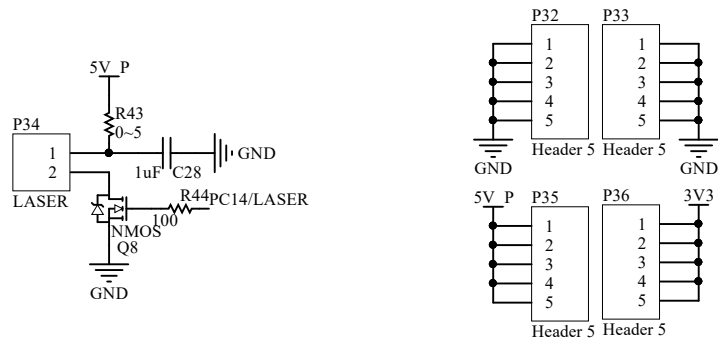 5V_P
R43
0~5
P34
1
2
LASER
1uF
C28
GND
R44
PC14/LASER
100
NMOS
Q8
GND
P32
1
2
3
4
5
Header 5
GND
P33
1
2
3
4
5
Header 5
GND
5V_P
P35
1
2
3
4
5
Header 5
P36
3V3
1
2
3
4
5
Header 5